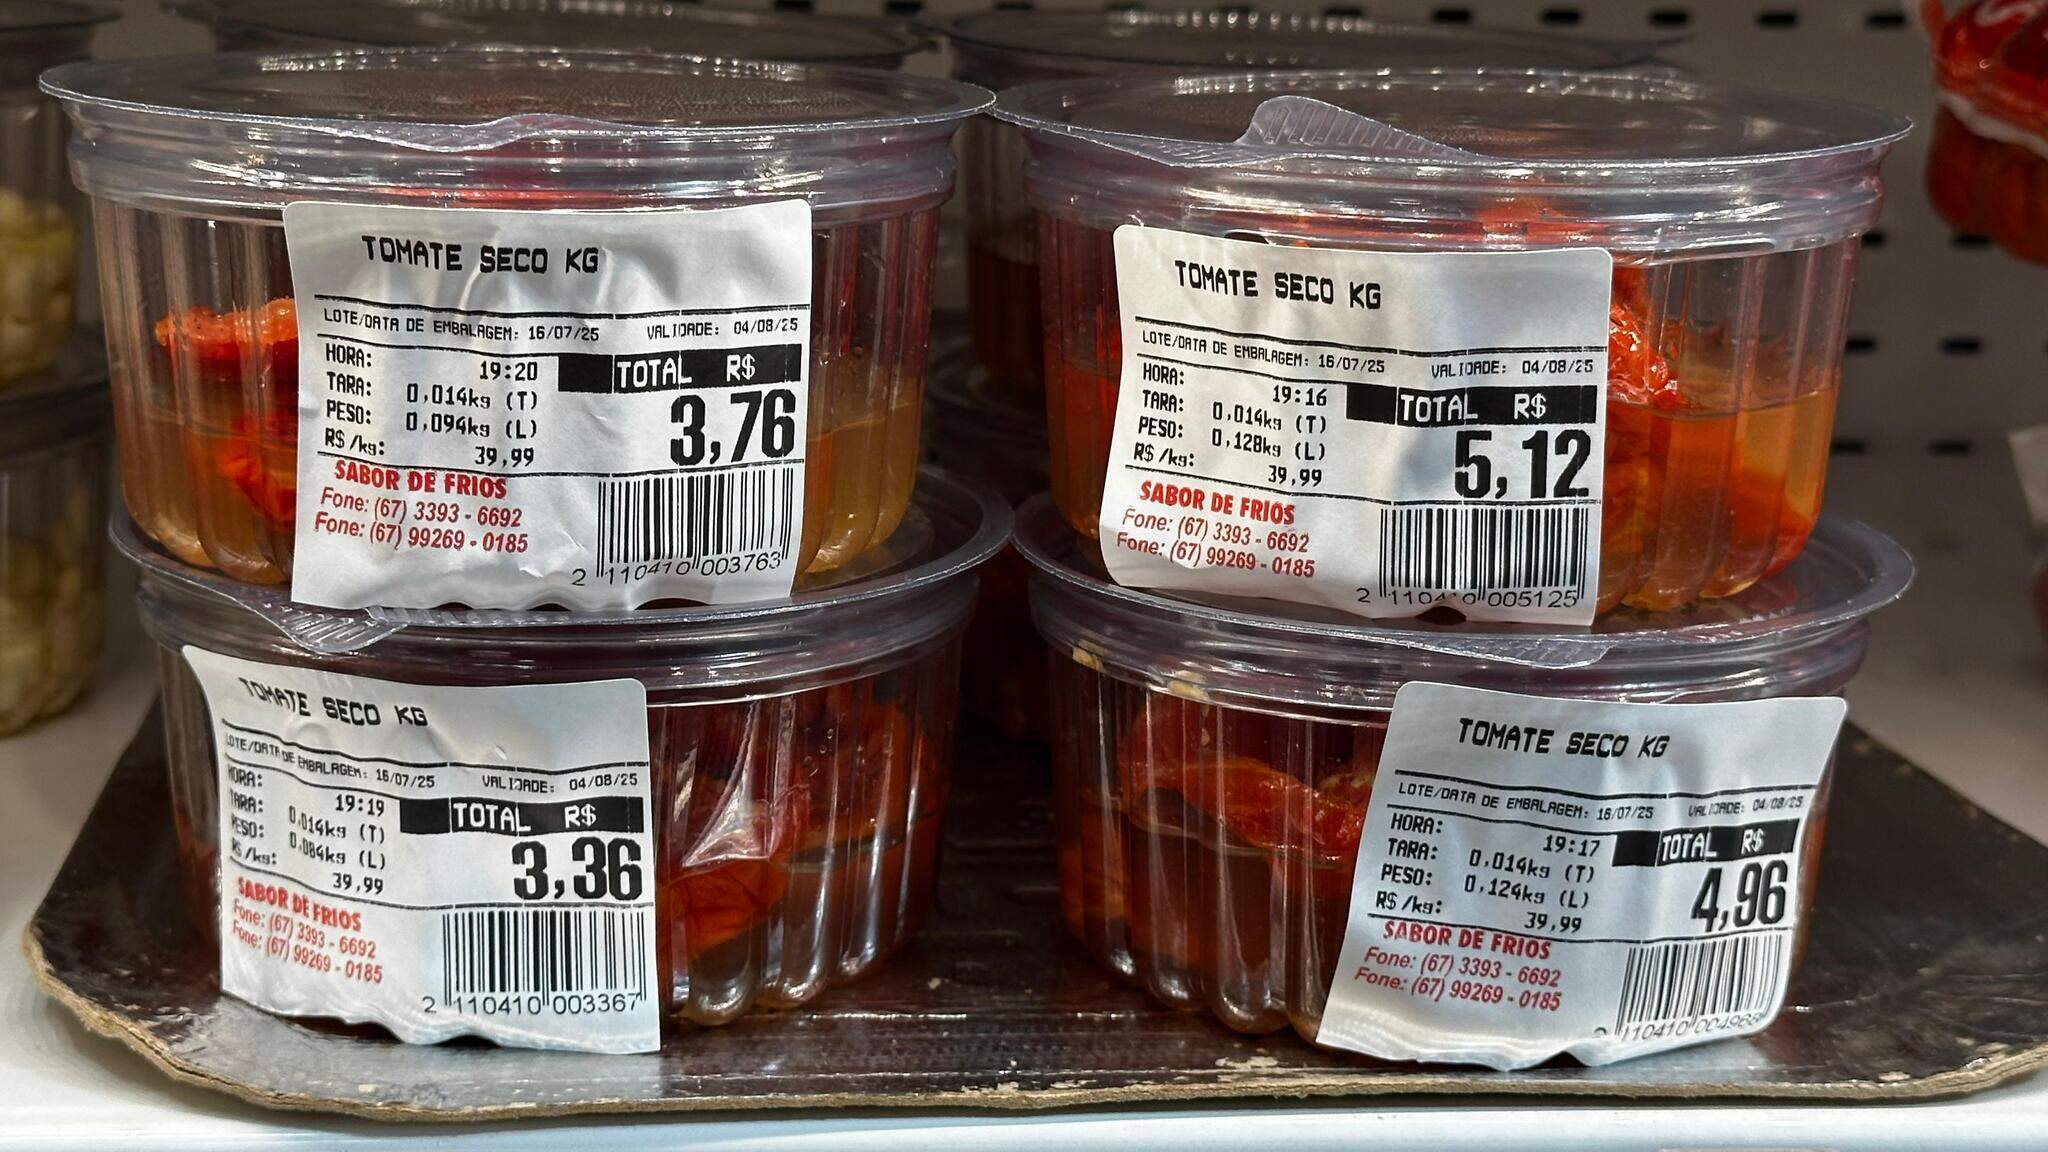 TOMATE SECO KG
LOTE/DATA DE EMBALAGEM: 16/07/25 VALIDADE: 04/08/25
HORA: 19:20
TARA: 0,014kg (T)
PESO: 0,094kg (L)
R$/kg: 39,99
TOTAL R$
3,76
SABOR DE FRIOS
Fone: (67) 3393 - 6692
Fone: (67) 99269 - 0185
2 110410 003763
TOMATE SECO KG
LOTE/DATA DE EMBALAGEM: 16/07/25 VALIDADE: 04/08/25
HORA: 19:16
TARA: 0,014kg (T)
PESO: 0,128kg (L)
R$/kg: 39,99
TOTAL R$
5,12
SABOR DE FRIOS
Fone: (67) 3393 - 6692
Fone: (67) 99269 - 0185
2 110410 005125
TOMATE SECO KG
LOTE/DATA DE EMBALAGEM: 16/07/25 VALIDADE: 04/08/25
HORA: 19:19
TARA: 0,014kg (T)
PESO: 0,084kg (L)
R$/kg: 39,99
TOTAL R$
3,36
SABOR DE FRIOS
Fone: (67) 3393 - 6692
Fone: (67) 99269 - 0185
2 110410 003367
TOMATE SECO KG
LOTE/DATA DE EMBALAGEM: 16/07/25 VALIDADE: 04/08/25
HORA: 19:17
TARA: 0,014kg (T)
PESO: 0,124kg (L)
R$/kg: 39,99
TOTAL R$
4,96
SABOR DE FRIOS
Fone: (67) 3393 - 6692
Fone: (67) 99269 - 0185
2 110410 004968